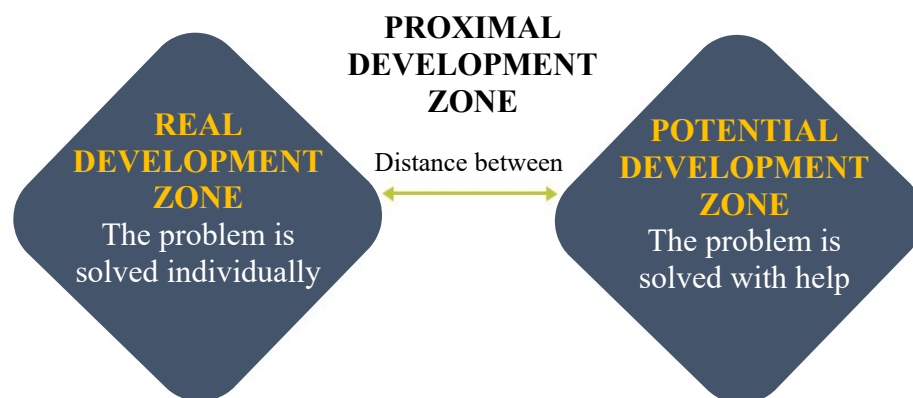 PROXIMAL
DEVELOPMENT
ZONE
REAL
DEVELOPMENT
ZONE
The problem is
solved individually
Distance between
POTENTIAL
DEVELOPMENT
ZONE
The problem is
solved with help